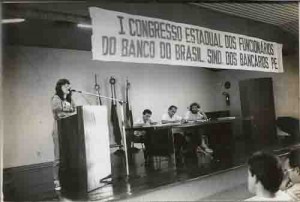 I CONGRESSO ESTADUAL DOS FUNCIONÁRIOS
DO BANCO DO BRASIL SIND. DOS BANCÁRIOS PE